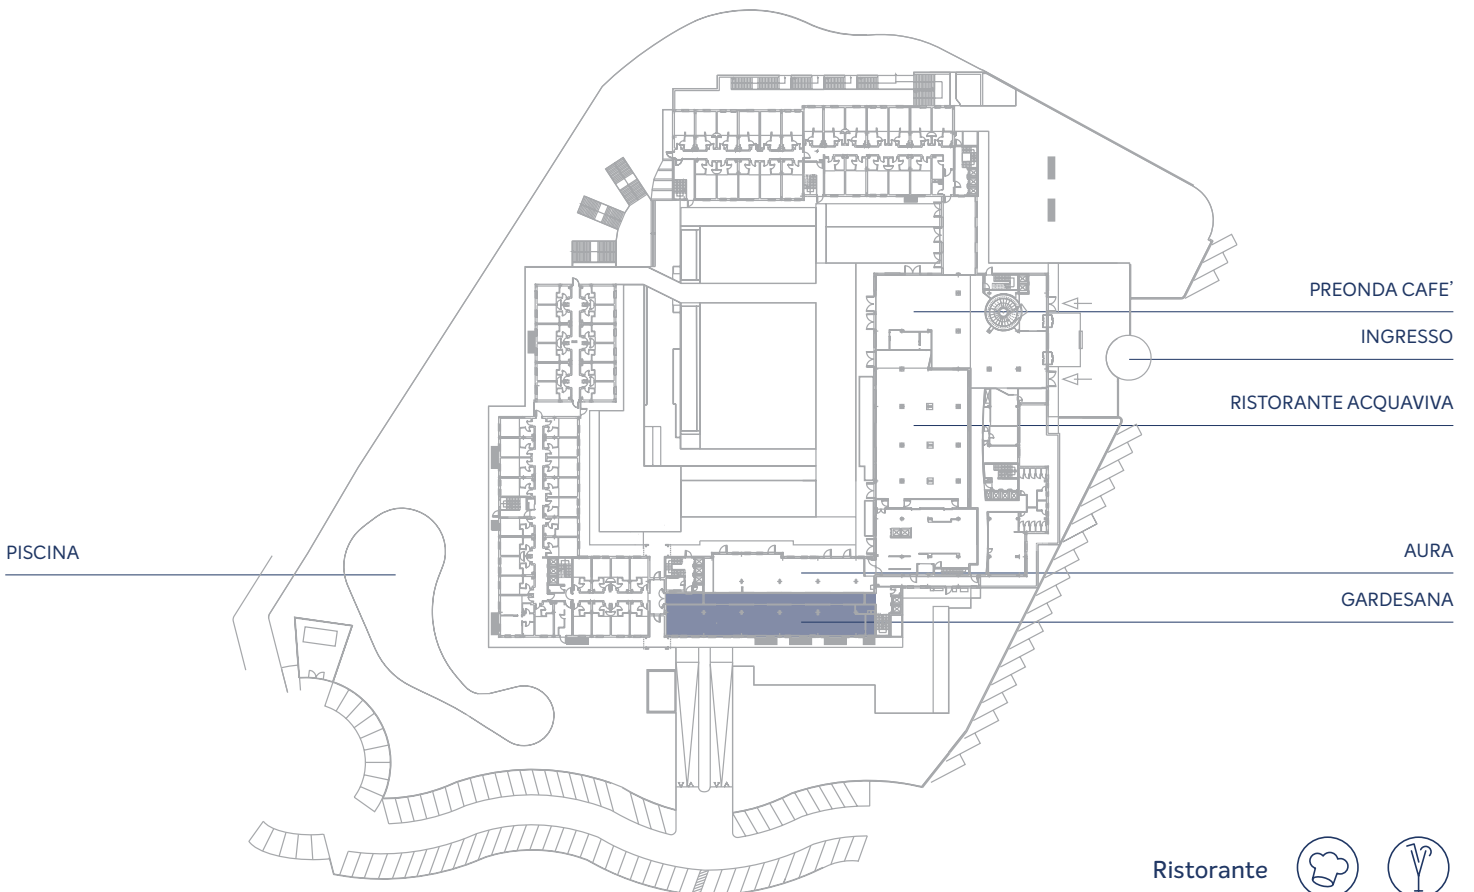 PREONDA CAFE'
INGRESSO
RISTORANTE ACQUAVIVA
PISCINA
AURA
GARDESANA
Ristorante